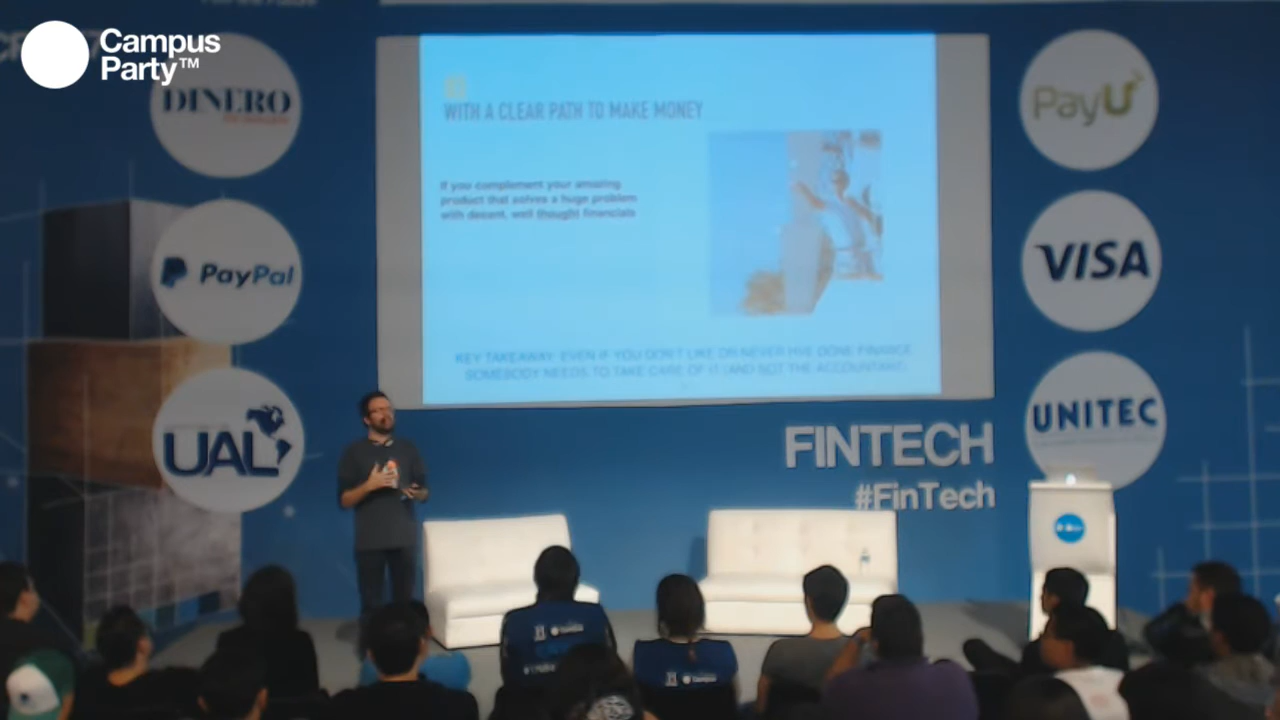 Campus
Party™
DINERO
PayPal
UAL
WITH A CLEAR PATH TO MAKE MONEY
If you complement your amazing
product that solves a huge problem
with decent, well thought financials
KEY TAKEAWAY: EVEN IF YOU DON'T LIKE OR NEVER HVE DONE FINANCE,
SOMEBODY NEEDS TO TAKE CARE OF IT (AND NOT THE ACCOUNTANT)
PayU
VISA
UNITEC
FINTECH
#FinTech
Campus